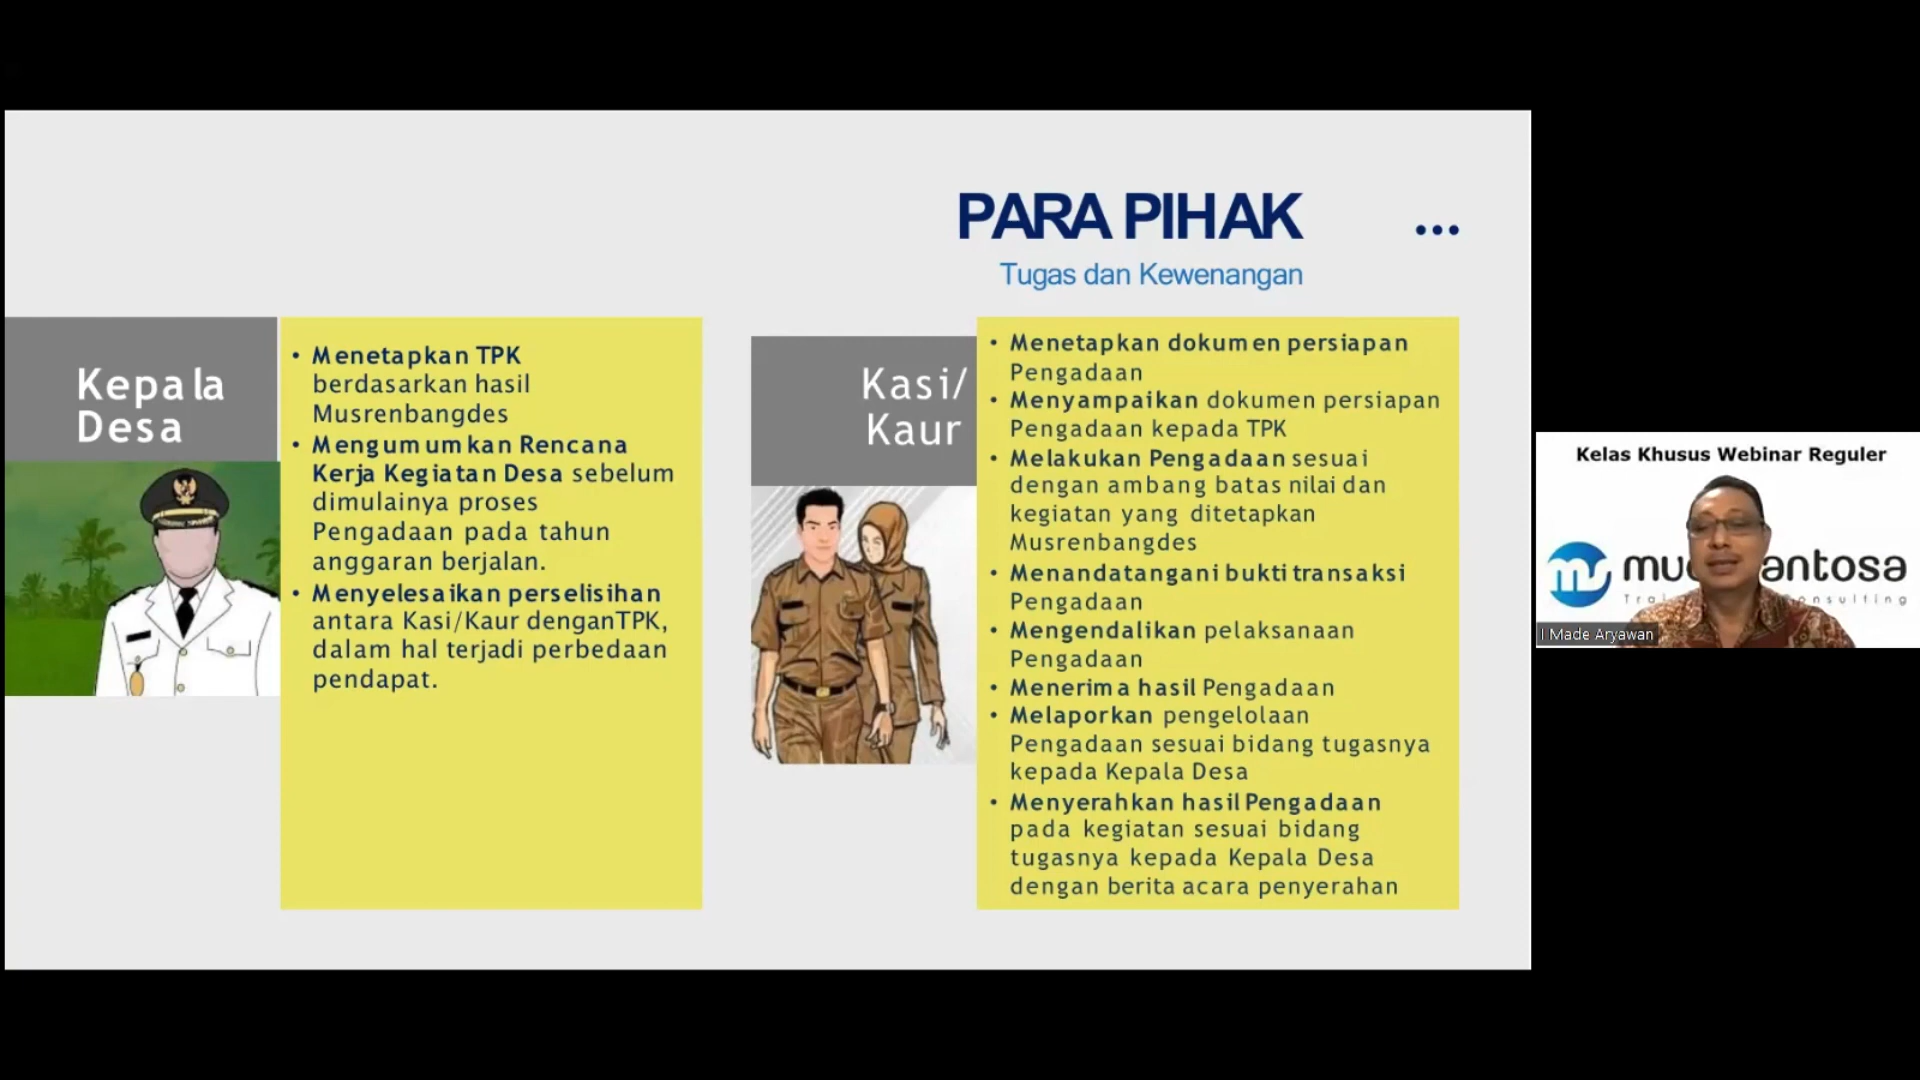 PARA PIHAK ...
Tugas dan Kewenangan
Kepala
Desa
• Menetapkan TPK
berdasarkan hasil
Musrenbangdes
• Mengumumkan Rencana
Kerja Kegiatan Desa sebelum
dimulainya proses
Pengadaan pada tahun
anggaran berjalan.
• Menyelesaikan perselisihan
antara Kasi/Kaur denganTPK,
dalam hal terjadi perbedaan
pendapat.
Kasi/
Kaur
• Menetapkan dokumen persiapan
Pengadaan
• Menyampaikan dokumen persiapan
Pengadaan kepada TPK
• Melakukan Pengadaan sesuai
dengan ambang batas nilai dan
kegiatan yang ditetapkan
Musrenbangdes
• Menandatangani bukti transaksi
Pengadaan
• Mengendalikan pelaksanaan
Pengadaan
• Menerima hasil Pengadaan
• Melaporkan pengelolaan
Pengadaan sesuai bidang tugasnya
kepada Kepala Desa
• Menyerahkan hasil Pengadaan
pada kegiatan sesuai bidang
tugasnya kepada Kepala Desa
dengan berita acara penyerahan
Kelas Khusus Webinar Reguler
I Made Aryawan